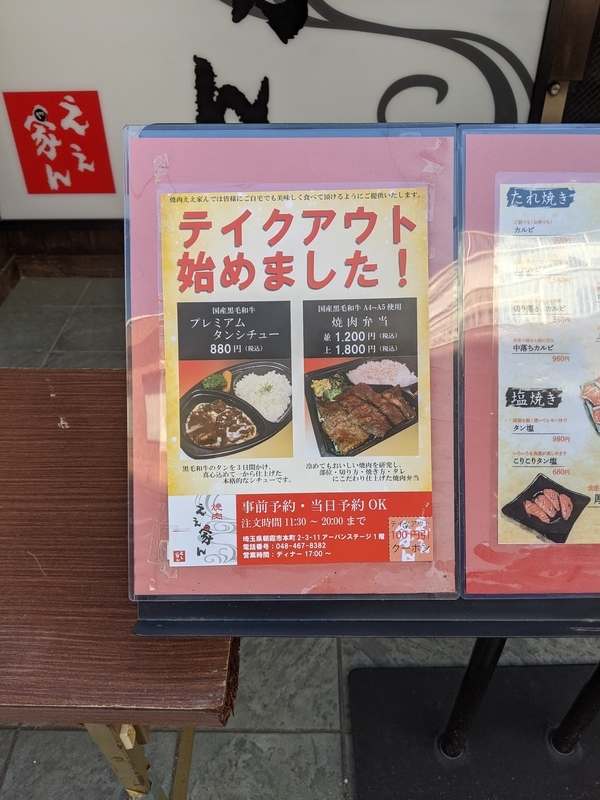 ん
ええ
家ん
焼肉ええ家んでは皆様にご自宅でも美味しく食べて頂けるようにご提供いたします。
テイクアウト
始めました！
国産黒毛和牛
プレミアム
タンシチュー
880円（税込）
国産黒毛和牛A4~A5使用
焼肉弁当
並 1,200円（税込）
上 1,800円（税込）
黒毛和牛のタンを3日間かけ、
真心込めて一から仕上げた
本格的なシチューです。
冷めてもおいしい焼肉を研究し、
部位・切り方・焼き方・タレ
にこだわり仕上げた焼肉弁当
焼肉
ええ家ん
事前予約・当日予約OK
注文時間 11:30 ～ 20:00 まで
埼玉県朝霞市本町2-3-11アーバンステージ1階
電話番号：048-467-8382
営業時間：ディナー 17:00～
テイクアウト
100円引
クーポン
たれ焼き
カルビ
切り落としカルビ
中落ちカルビ
960円
塩焼き
タン塩
980円
こりこりタン塩
680円